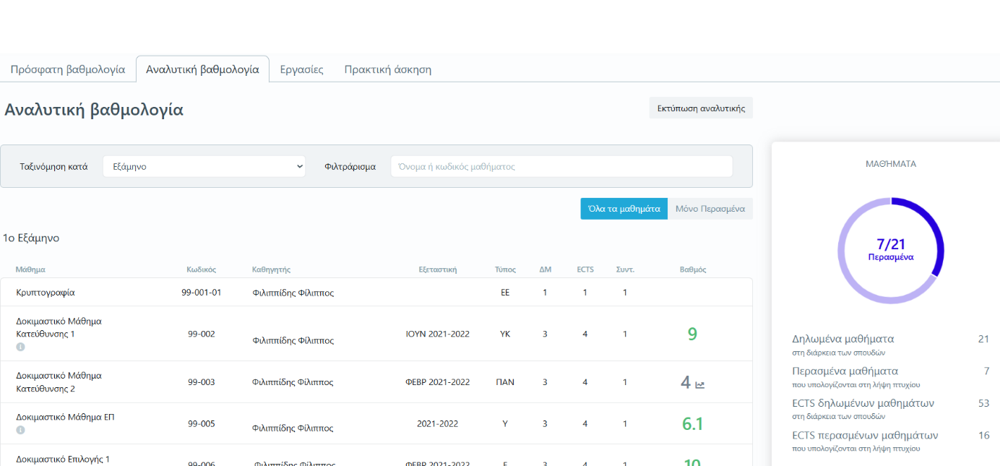 Πρόσφατη βαθμολογία Αναλυτική βαθμολογία Εργασίες Πρακτική άσκηση
Αναλυτική βαθμολογία
Εκτύπωση αναλυτικής
Ταξινόμηση κατά Εξάμηνο Φιλτράρισμα Όνομα ή κωδικός μαθήματος
Όλα τα μαθημάτα Μόνο Περασμένα
1ο Εξάμηνο
Μάθημα Κωδικός Καθηγητής Εξεταστική Τύπος ΔΜ ECTS Συντ. Βαθμός
Κρυπτογραφία 99-001-01 Φιλιππίδης Φίλιππος ΕΕ 1 1 1
Δοκιμαστικό Μάθημα
Κατεύθυνσης 1 99-002 Φιλιππίδης Φίλιππος ΙΟΥΝ 2021-2022 ΥΚ 3 4 1 9
Δοκιμαστικό Μάθημα
Κατεύθυνσης 2 99-003 Φιλιππίδης Φίλιππος ΦΕΒΡ 2021-2022 ΠΑΝ 3 4 1 4
Δοκιμαστικό Μάθημα ΕΠ 99-005 Φιλιππίδης Φίλιππος 2021-2022 Υ 3 4 1 6.1
Δοκιμαστικό Επιλογής 1 99-006 Φιλιππίδης Φίλιππος ΦΕΒΡ 2021-2022 Ε 3 4 1 10
ΜΑΘΉΜΑΤΑ
7/21
Περασμένα
Δηλωμένα μαθήματα 21
στη διάρκεια των σπουδών
Περασμένα μαθήματα 7
που υπολογίζονται στη λήψη πτυχίου
ECTS δηλωμένων μαθημάτων 53
στη διάρκεια των σπουδών
ECTS περασμένων μαθημάτων 16
που υπολογίζονται στη λήψη πτυχίου